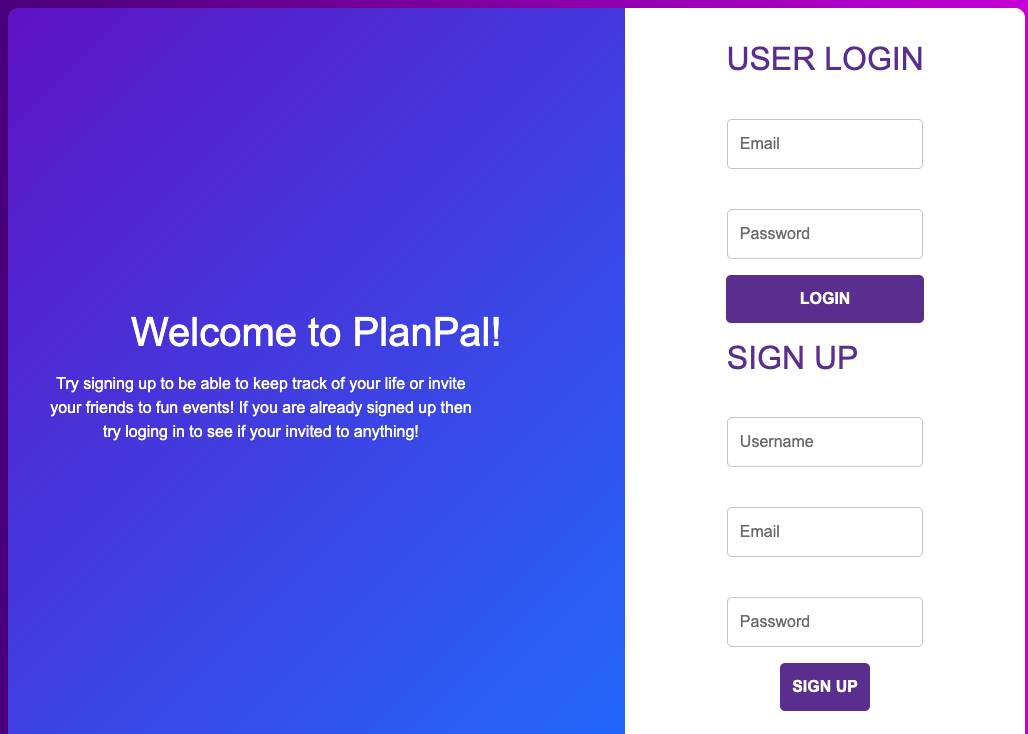 Welcome to PlanPal!
Try signing up to be able to keep track of your life or invite
your friends to fun events! If you are already signed up then
try loging in to see if your invited to anything!
USER LOGIN
Email
Password
LOGIN
SIGN UP
Username
Email
Password
SIGN UP